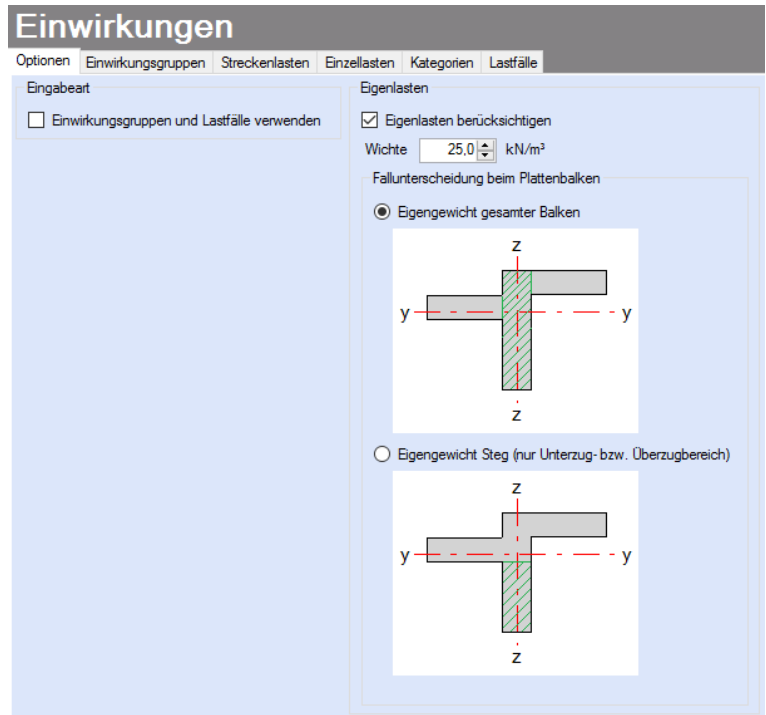 Einwirkungen
Optionen Einwirkungsgruppen Streckenlasten Einzellasten Kategorien Lastfälle
Eingabeart
Einwirkungsgruppen und Lastfälle verwenden
Eigenlasten
Eigenlasten berücksichtigen
Wichte 25,0 kN/m³
Fallunterscheidung beim Plattenbalken
Eigengewicht gesamter Balken
z
y y
z
Eigengewicht Steg (nur Unterzug- bzw. Überzugbereich)
z
y y
z